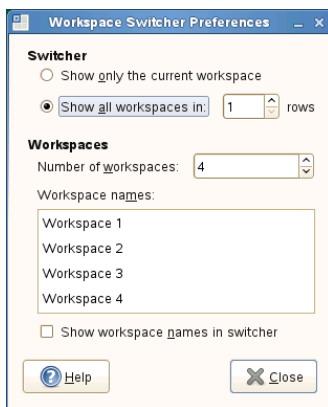 Workspace Switcher Preferences
Switcher
Show only the current workspace
Show all workspaces in: 1 rows
Workspaces
Number of workspaces: 4
Workspace names:
Workspace 1
Workspace 2
Workspace 3
Workspace 4
Show workspace names in switcher
Help Close